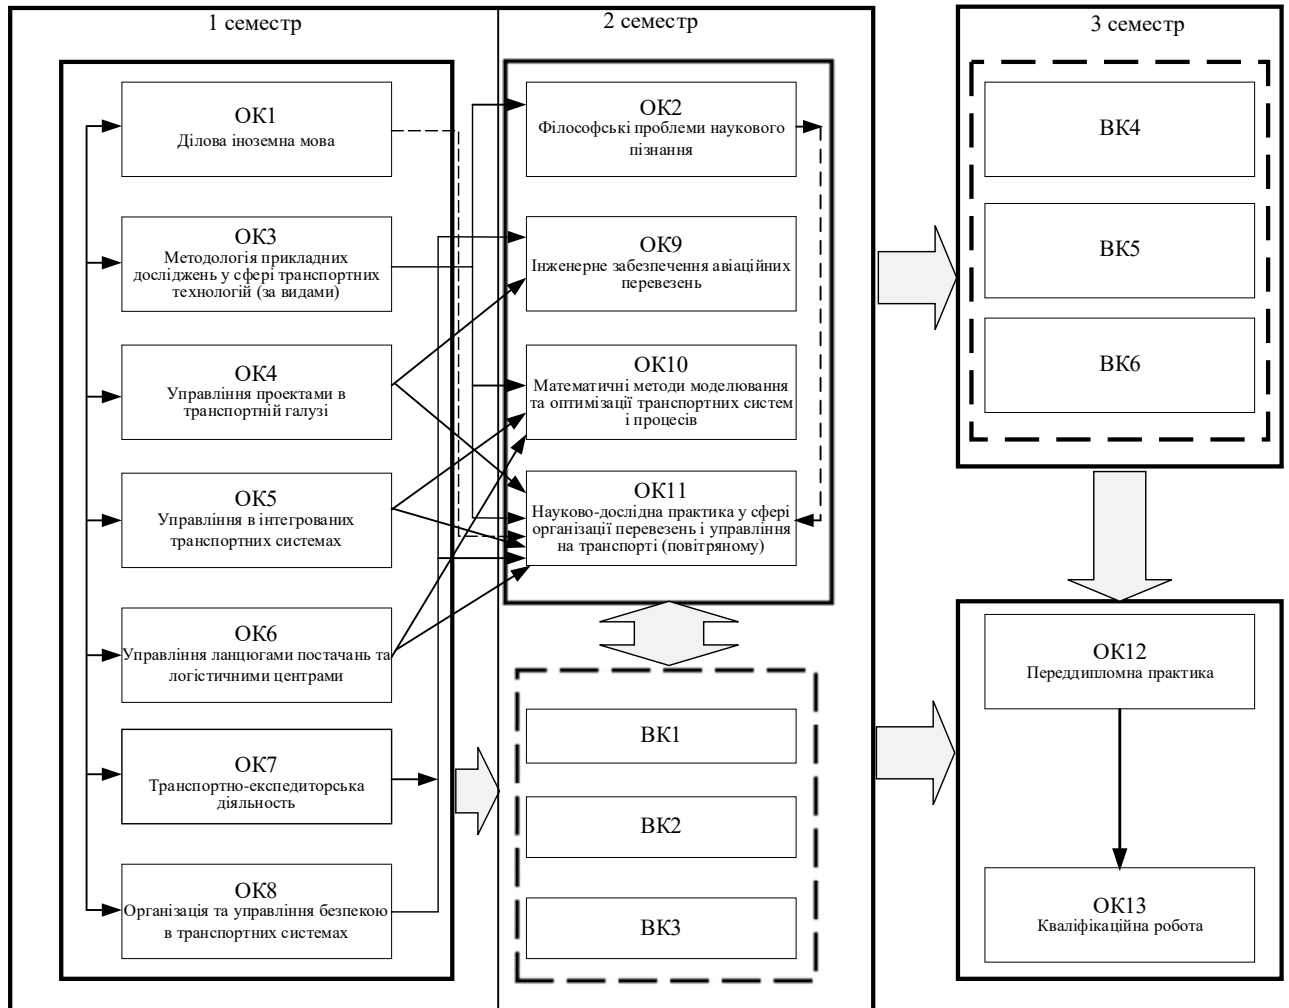 1 семестр
ОК1
Ділова іноземна мова
ОК3
Методологія прикладних
досліджень у сфері транспортних
технологій (за видами)
ОК4
Управління проектами в
транспортній галузі
ОК5
Управління в інтегрованих
транспортних системах
ОК6
Управління ланцюгами постачань та
логістичними центрами
ОК7
Транспортно-експедиторська
діяльность
ОК8
Організація та управління безпекою
в транспортних системах
2 семестр
ОК2
Філософські проблеми наукового
пізнання
ОК9
Інженерне забезпечення авіаційних
перевезень
ОК10
Математичні методи моделювання
та оптимізації транспортних систем
і процесів
ОК11
Науково-дослідна практика у сфері
організації перевезень і управління
на транспорті (повітряному)
ВК1
ВК2
ВК3
3 семестр
ВК4
ВК5
ВК6
ОК12
Переддипломна практика
ОК13
Кваліфікаційна робота